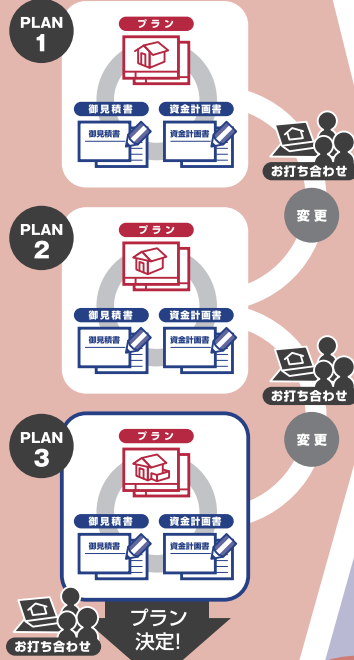 PLAN
1
プラン
御見積書
資金計画書
御見積書
資金計画書
お打ち合わせ
変更
PLAN
2
プラン
御見積書
資金計画書
御見積書
資金計画書
お打ち合わせ
変更
PLAN
3
プラン
御見積書
資金計画書
御見積書
資金計画書
お打ち合わせ
プラン
決定!